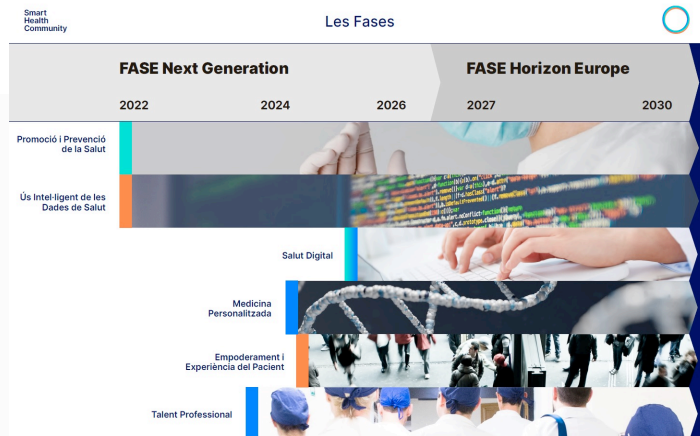 Smart
Health
Community
Les Fases
FASE Next Generation
FASE Horizon Europe
2022
2024
2026
2027
2030
Promoció i Prevenció
de la Salut
Ús Intel·ligent de les
Dades de Salut
Salut Digital
Medicina
Personalitzada
Empoderament i
Experiència del Pacient
Talent Professional